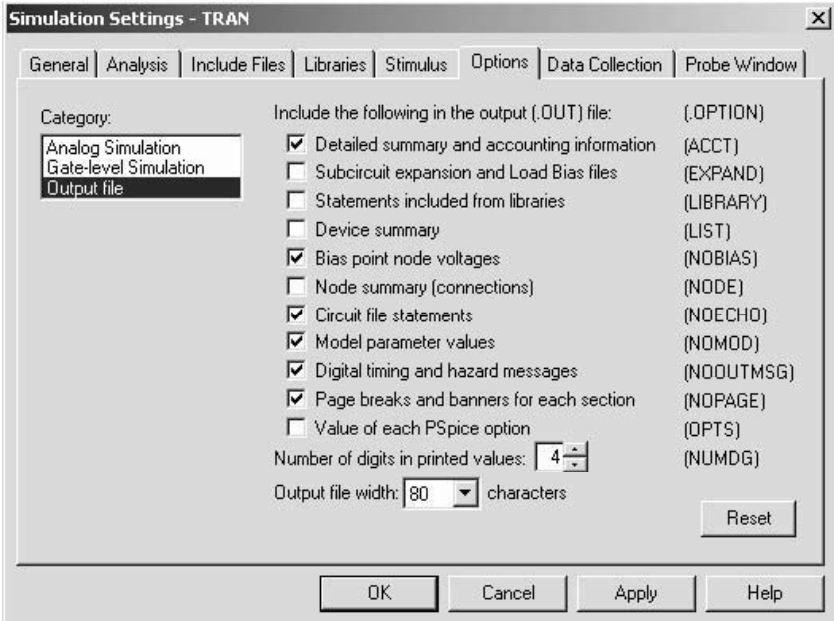 Simulation Settings - TRAN
General Analysis Include Files Libraries Stimulus Options Data Collection Probe Window
Category:
Analog Simulation
Gate-level Simulation
Output file
Include the following in the output (.OUT) file: (.OPTION)
Detailed summary and accounting information (ACCT)
Subcircuit expansion and Load Bias files (EXPAND)
Statements included from libraries (LIBRARY)
Device summary (LIST)
Bias point node voltages (NOBIAS)
Node summary (connections) (NODE)
Circuit file statements (NOECHO)
Model parameter values (NOMOD)
Digital timing and hazard messages (NOOUTMSG)
Page breaks and banners for each section (NOPAGE)
Value of each PSpice option (OPTS)
Number of digits in printed values: 4 (NUMDG)
Output file width: 80 characters
Reset
OK Cancel Apply Help